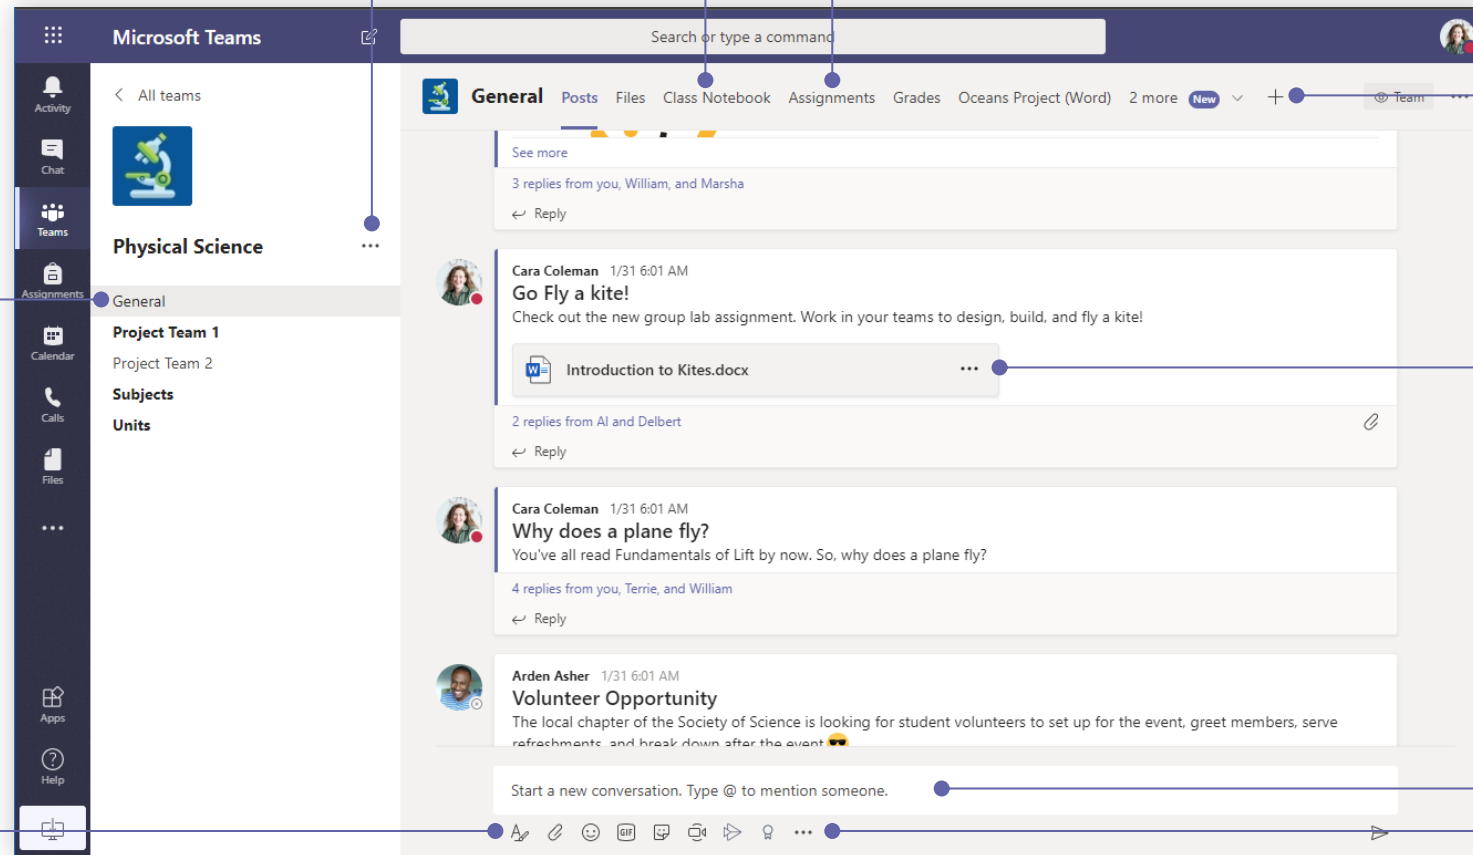 Microsoft Teams
Search or type a command
Activity
Chat
Teams
Assignments
Calendar
Calls
Files
Apps
Help
All teams
Physical Science
General
Project Team 1
Project Team 2
Subjects
Units
General Posts Files Class Notebook Assignments Grades Oceans Project (Word) 2 more New
Team
See more
3 replies from you, William, and Marsha
Reply
Cara Coleman 1/31 6:01 AM
Go Fly a kite!
Check out the new group lab assignment. Work in your teams to design, build, and fly a kite!
W Introduction to Kites.docx
2 replies from Al and Delbert
Reply
Cara Coleman 1/31 6:01 AM
Why does a plane fly?
You've all read Fundamentals of Lift by now. So, why does a plane fly?
4 replies from you, Terrie, and William
Reply
Arden Asher 1/31 6:01 AM
Volunteer Opportunity
The local chapter of the Society of Science is looking for student volunteers to set up for the event, greet members, serve
refreshments, and break down after the event
Start a new conversation. Type @ to mention someone.
GIF